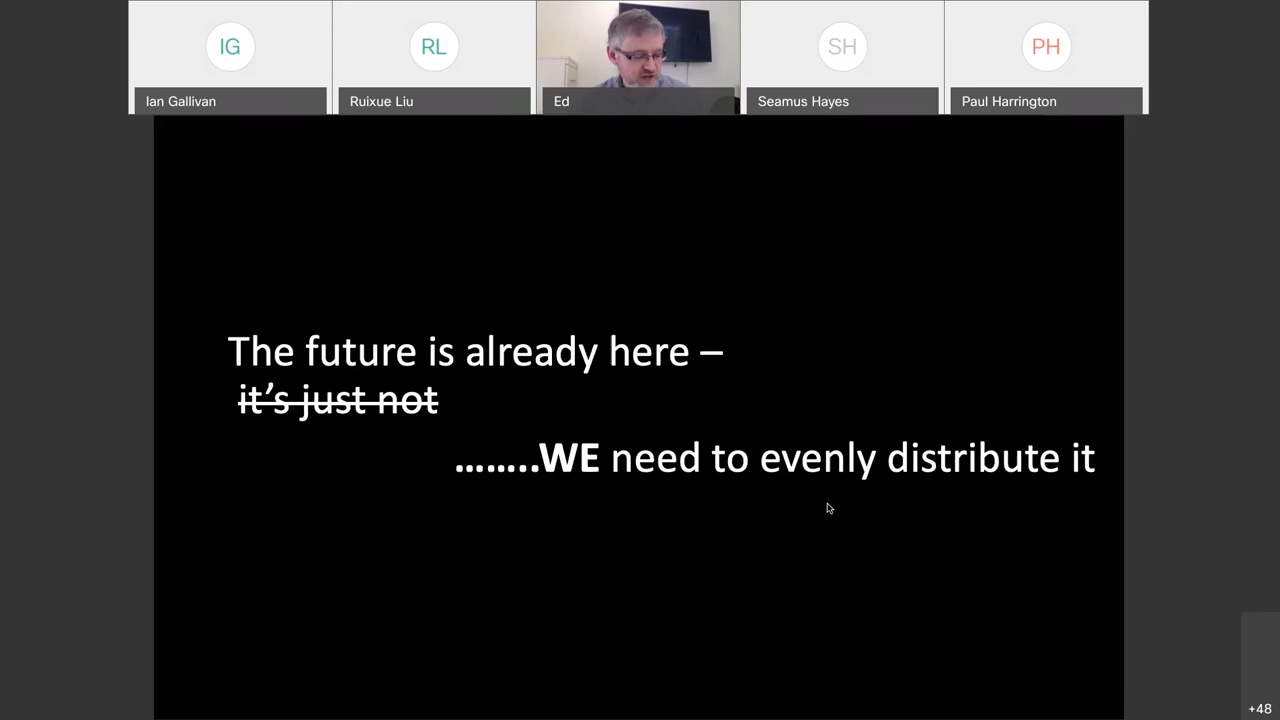 IG
RL
SH
PH
Ian Gallivan
Ruixue Liu
Ed
Seamus Hayes
Paul Harrington
The future is already here –
it’s just not
........WE need to evenly distribute it
+48